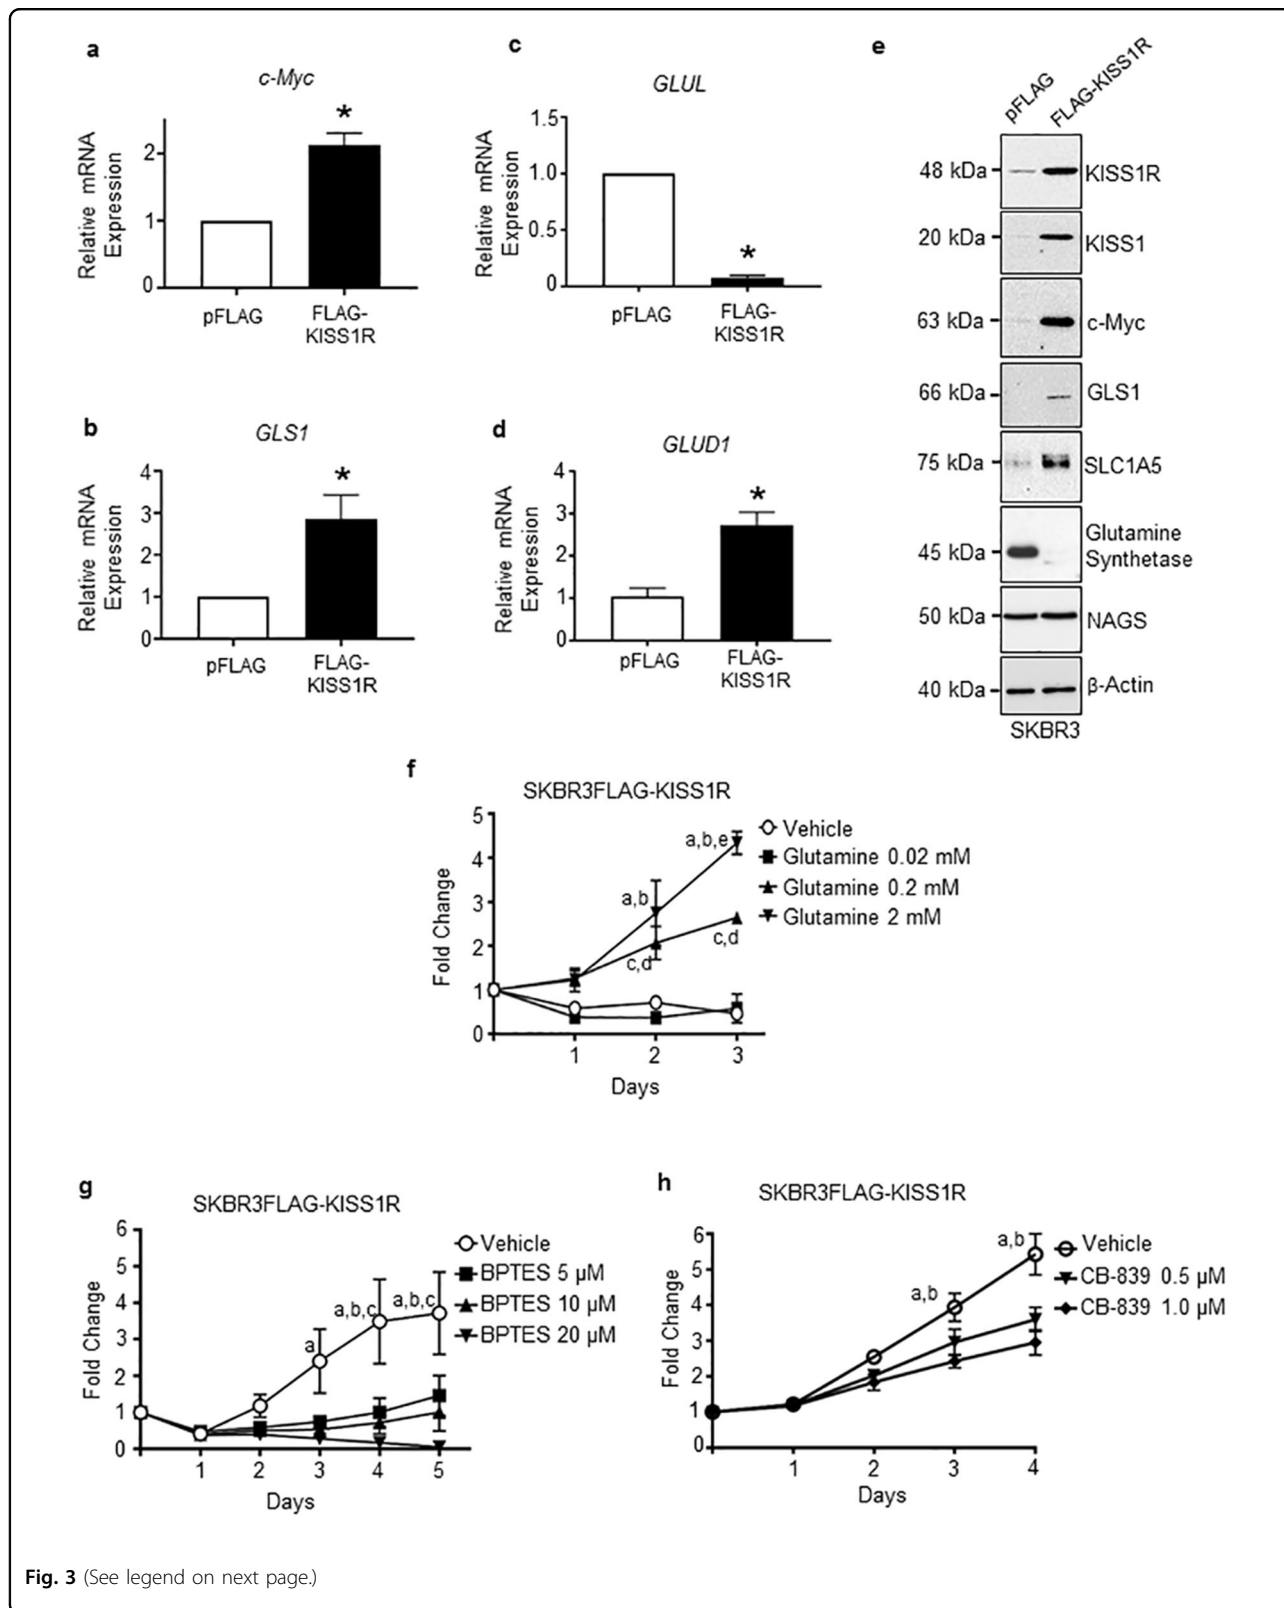 a
c-Myc
*
Relative mRNA
Expression
2
1
0
pFLAG
FLAG-
KISS1R
c
GLUL
1.5
1.0
0.5
0
*
Relative mRNA
Expression
pFLAG
FLAG-
KISS1R
b
GLS1
4
3
2
1
0
*
Relative mRNA
Expression
pFLAG
FLAG-
KISS1R
d
GLUD1
4
3
2
1
0
*
Relative mRNA
Expression
pFLAG
FLAG-
KISS1R
e
pFLAG
FLAG-KISS1R
48 kDa KISS1R
20 kDa KISS1
63 kDa c-Myc
66 kDa GLS1
75 kDa SLC1A5
45 kDa Glutamine
Synthetase
50 kDa NAGS
40 kDa β-Actin
SKBR3
f
SKBR3FLAG-KISS1R
5
4
3
2
1
0
Fold Change
a,b
a,b,e
c,d
c,d
1 2 3
Days
Vehicle
Glutamine 0.02 mM
Glutamine 0.2 mM
Glutamine 2 mM
g
SKBR3FLAG-KISS1R
6
5
4
3
2
1
0
Fold Change
a
a,b,c
a,b,c
1 2 3 4 5
Days
Vehicle
BPTES 5 µM
BPTES 10 µM
BPTES 20 µM
h
SKBR3FLAG-KISS1R
6
5
4
3
2
1
0
Fold Change
a,b
a,b
1 2 3 4
Days
Vehicle
CB-839 0.5 µM
CB-839 1.0 µM
Fig. 3 (See legend on next page.)